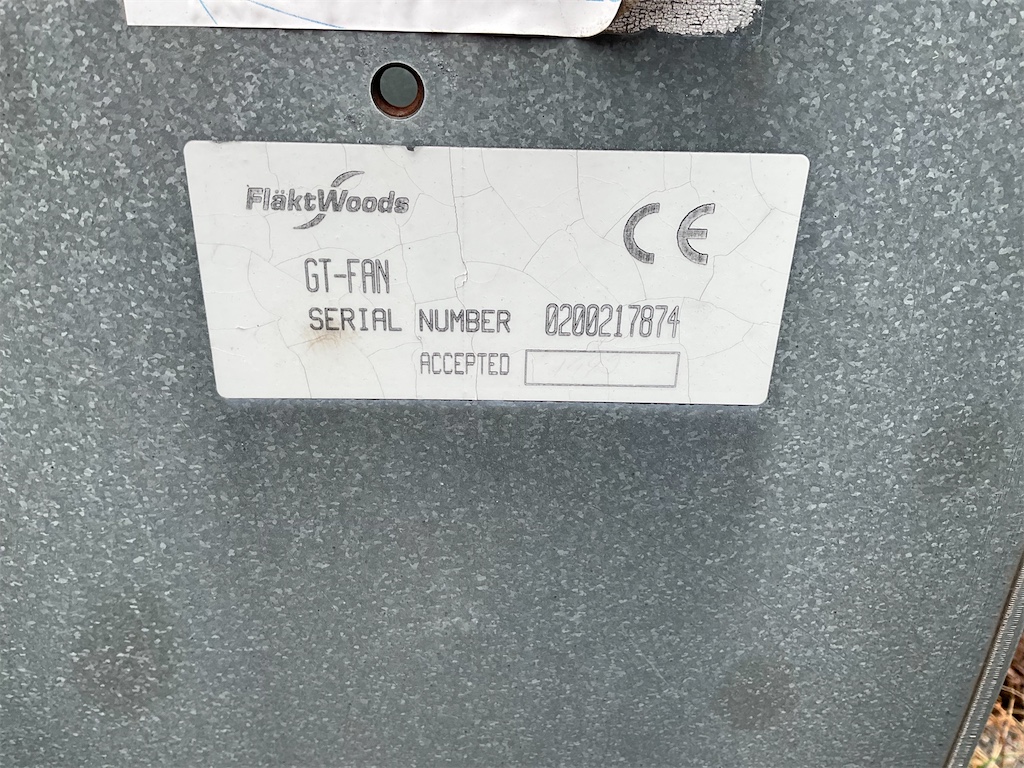 FläktWoods
CE
GT-FAN
SERIAL NUMBER 0200217874
ACCEPTED